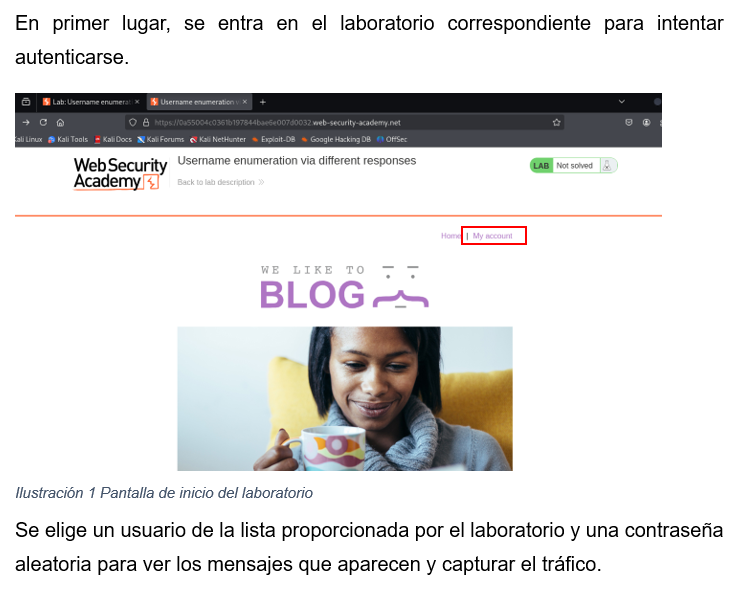 En primer lugar, se entra en el laboratorio correspondiente para intentar
autenticarse.
Lab: Username enumerat
Username enumeration v
https://0a55004c0361b197844bae6e007d0032.web-security-academy.net
ali Linux Kali Tools Kali Docs Kali Forums Kali NetHunter Exploit-DB Google Hacking DB OffSec
Web Security
Academy
Username enumeration via different responses
Back to lab description
LAB Not solved
Home | My account
WE LIKE TO
BLOG
Ilustración 1 Pantalla de inicio del laboratorio
Se elige un usuario de la lista proporcionada por el laboratorio y una contraseña
aleatoria para ver los mensajes que aparecen y capturar el tráfico.